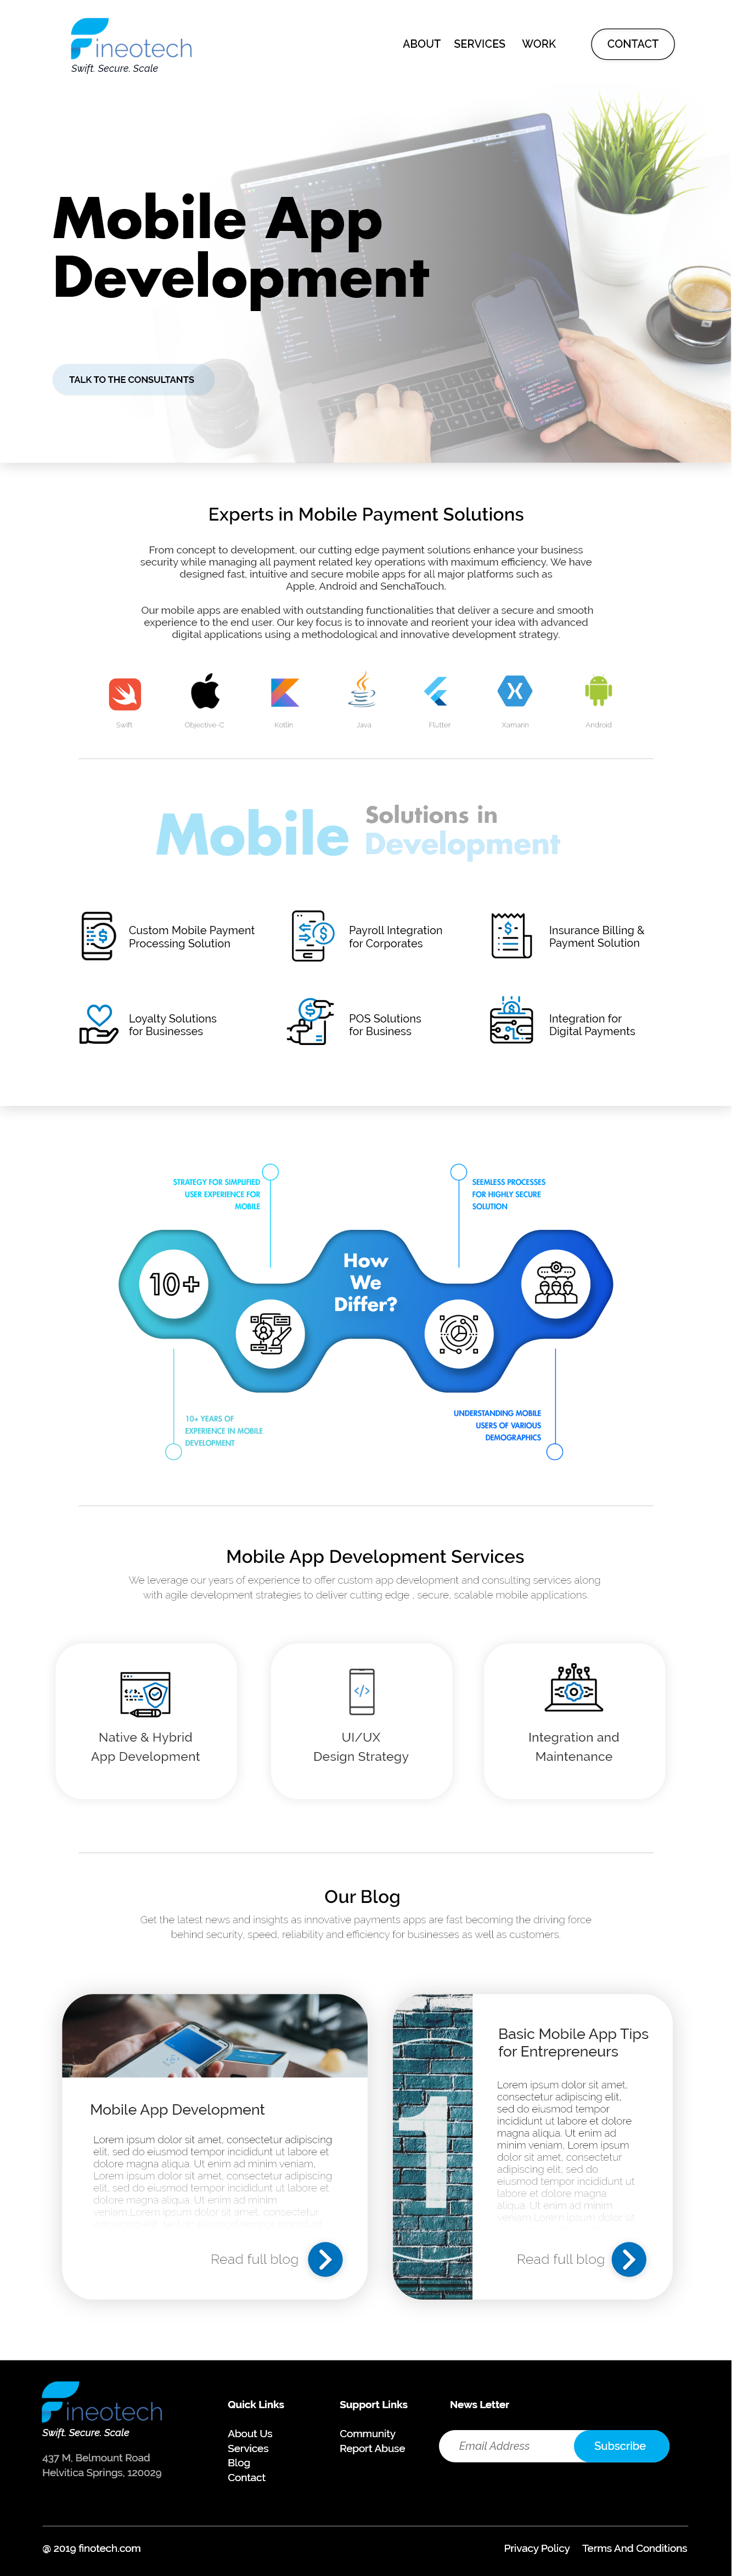 Fineotech
Swift. Secure. Scale
ABOUT
SERVICES
WORK
CONTACT
Mobile App
Development
TALK TO THE CONSULTANTS
Experts in Mobile Payment Solutions
From concept to development, our cutting edge payment solutions enhance your business
security while managing all payment related key operations with maximum efficiency. We have
designed fast, intuitive and secure mobile apps for all major platforms such as
Apple, Android and SenchaTouch.
Our mobile apps are enabled with outstanding functionalities that deliver a secure and smooth
experience to the end user. Our key focus is to innovate and reorient your idea with advanced
digital applications using a methodological and innovative development strategy.
Swift
Objective-C
Kotlin
Java
Flutter
Xamarin
Android
Mobile
Solutions in
Development
Custom Mobile Payment
Processing Solution
Payroll Integration
for Corporates
Insurance Billing &
Payment Solution
Loyalty Solutions
for Businesses
POS Solutions
for Business
Integration for
Digital Payments
STRATEGY FOR SIMPLIFIED
USER EXPERIENCE FOR
MOBILE
SEEMLESS PROCESSES
FOR HIGHLY SECURE
SOLUTION
10+
How
We
Differ?
10+ YEARS OF
EXPERIENCE IN MOBILE
DEVELOPMENT
UNDERSTANDING MOBILE
USERS OF VARIOUS
DEMOGRAPHICS
Mobile App Development Services
We leverage our years of experience to offer custom app development and consulting services along
with agile development strategies to deliver cutting edge , secure, scalable mobile applications.
Native & Hybrid
App Development
UI/UX
Design Strategy
Integration and
Maintenance
Our Blog
Get the latest news and insights as innovative payments apps are fast becoming the driving force
behind security, speed, reliability and efficiency for businesses as well as customers.
Mobile App Development
Lorem ipsum dolor sit amet, consectetur adipiscing
elit, sed do eiusmod tempor incididunt ut labore et
dolore magna aliqua. Ut enim ad minim veniam,
Lorem ipsum dolor sit amet, consectetur adipiscing
elit, sed do eiusmod tempor incididunt ut labore et
dolore magna aliqua. Ut enim ad minim
veniam,Lorem ipsum dolor sit amet, consectetur
Read full blog
1
Basic Mobile App Tips
for Entrepreneurs
Lorem ipsum dolor sit amet,
consectetur adipiscing elit,
sed do eiusmod tempor
incididunt ut labore et dolore
magna aliqua. Ut enim ad
minim veniam, Lorem ipsum
dolor sit amet, consectetur
adipiscing elit, sed do
eiusmod tempor incididunt ut
labore et dolore magna
aliqua. Ut enim ad minim
veniam,Lorem ipsum dolor sit
Read full blog
Fineotech
Swift. Secure. Scale
437 M, Belmount Road
Helvitica Springs, 120029
Quick Links
About Us
Services
Blog
Contact
Support Links
Community
Report Abuse
News Letter
Email Address
Subscribe
@ 2019 finotech.com
Privacy Policy
Terms And Conditions